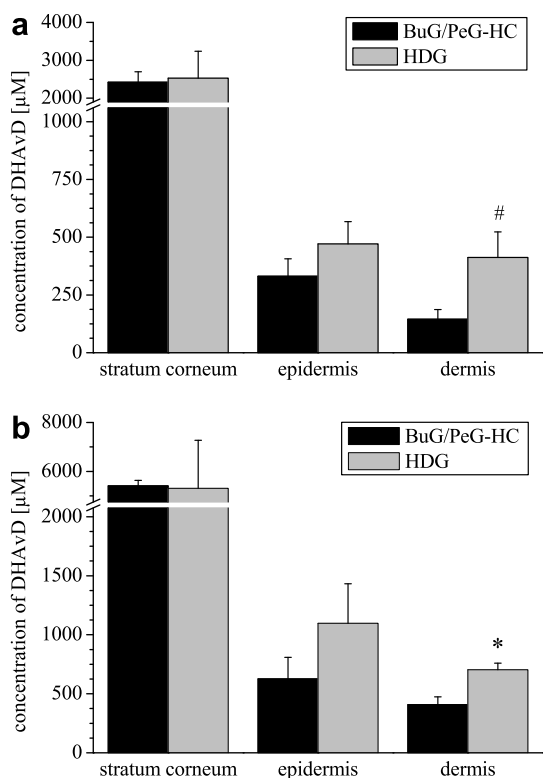 a
4000
3000
2000
1000
750
500
250
0
concentration of DHAvD [µM]
BuG/PeG-HC
HDG
#
stratum corneum
epidermis
dermis
b
8000
6000
2000
1500
1000
500
0
concentration of DHAvD [µM]
BuG/PeG-HC
HDG
*
stratum corneum
epidermis
dermis